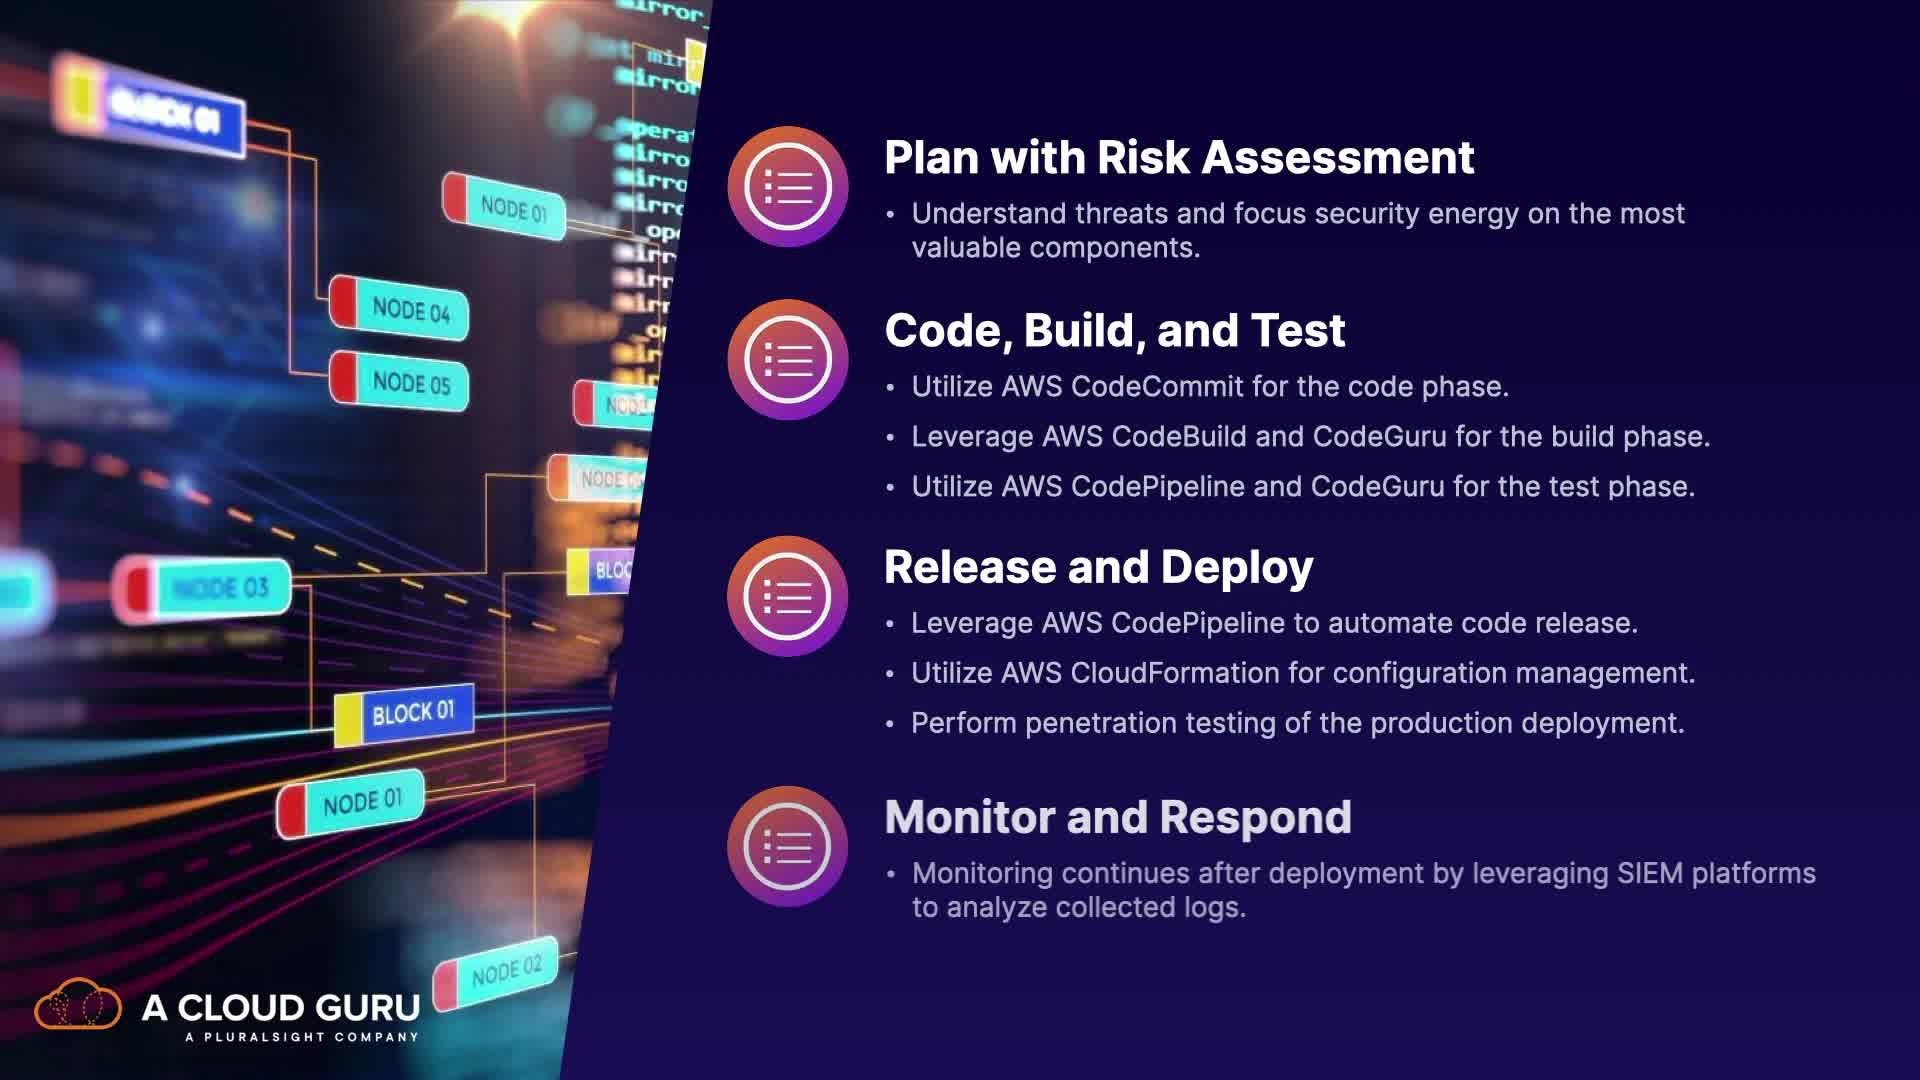 BLOCK 01
NODE 01
NODE 04
NODE 05
NODE 03
BLOCK 01
NODE 01
NODE 02
A CLOUD GURU
A PLURALSIGHT COMPANY
Plan with Risk Assessment
• Understand threats and focus security energy on the most
valuable components.
Code, Build, and Test
• Utilize AWS CodeCommit for the code phase.
• Leverage AWS CodeBuild and CodeGuru for the build phase.
• Utilize AWS CodePipeline and CodeGuru for the test phase.
Release and Deploy
• Leverage AWS CodePipeline to automate code release.
• Utilize AWS CloudFormation for configuration management.
• Perform penetration testing of the production deployment.
Monitor and Respond
• Monitoring continues after deployment by leveraging SIEM platforms
to analyze collected logs.